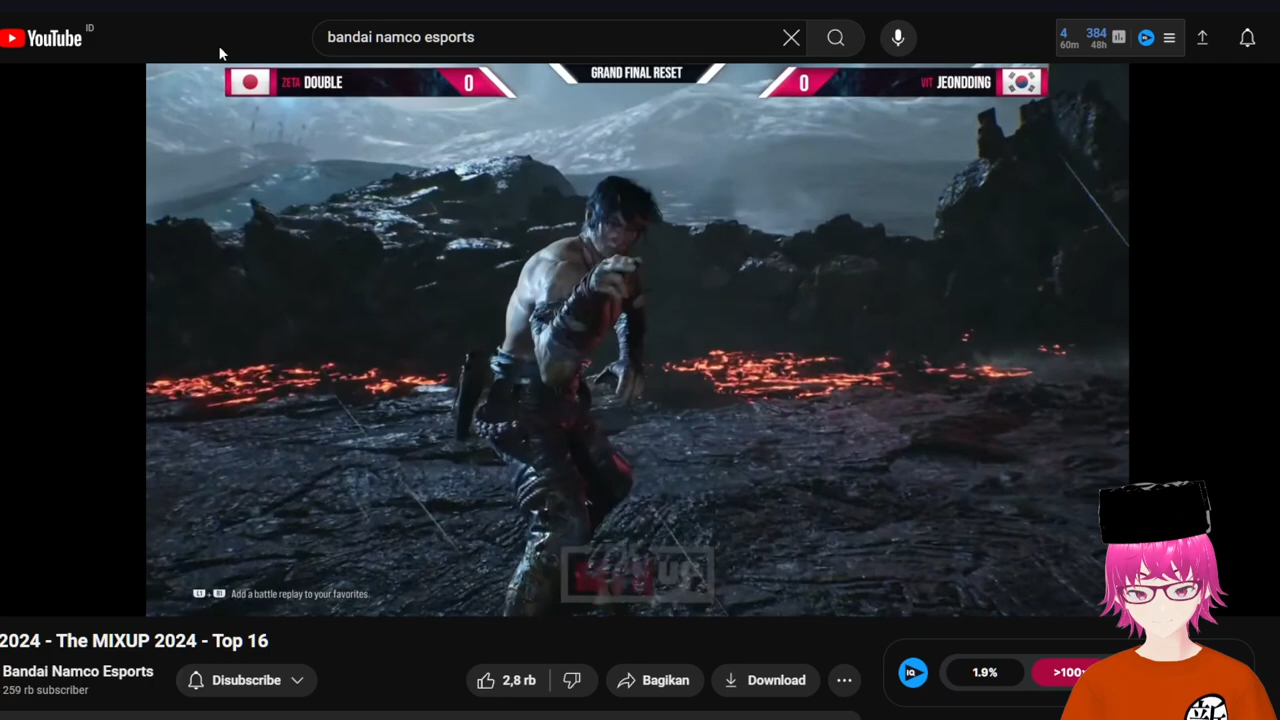 YouTube ID
bandai namco esports
4 384
60m 48h
ZETA DOUBLE 0 GRAND FINAL RESET 0 VIT JEONDDING
Add a battle replay to your favorites
2024 - The MIXUP 2024 - Top 16
Bandai Namco Esports
259 rb subscriber
Disubscribe
2,8 rb
Bagikan
Download
IQ
1.9%
>100
新